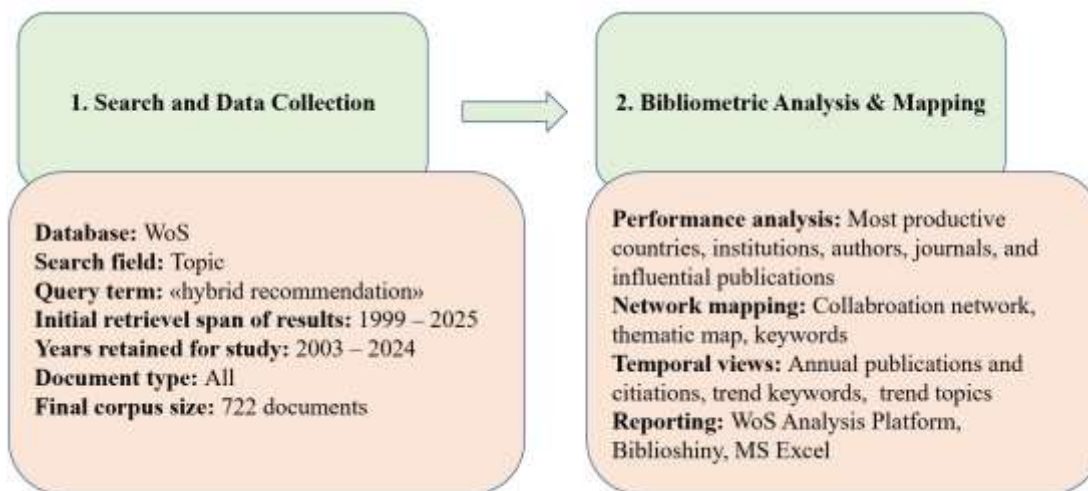 1. Search and Data Collection
2. Bibliometric Analysis & Mapping
Database: WoS
Search field: Topic
Query term: «hybrid recommendation»
Initial retrievel span of results: 1999 – 2025
Years retained for study: 2003 – 2024
Document type: All
Final corpus size: 722 documents
Performance analysis: Most productive
countries, institutions, authors, journals, and
influential publications
Network mapping: Collabroation network,
thematic map, keywords
Temporal views: Annual publications and
citiations, trend keywords, trend topics
Reporting: WoS Analysis Platform,
Biblioshiny, MS Excel